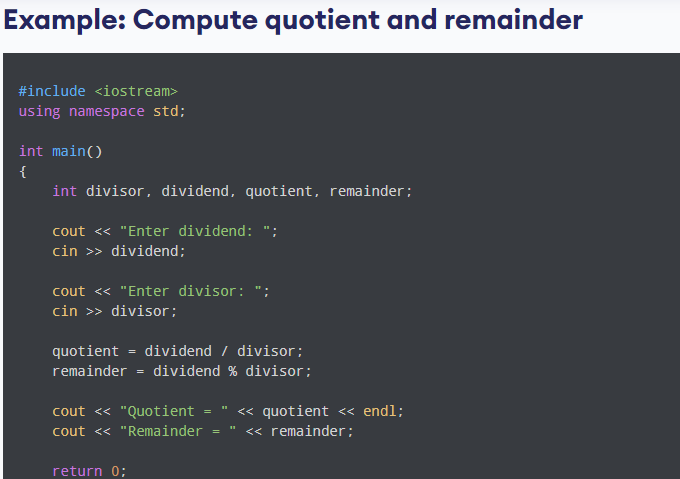 Example: Compute quotient and remainder
#include <iostream>
using namespace std;
int main()
{
    int divisor, dividend, quotient, remainder;
    cout << "Enter dividend: ";
    cin >> dividend;
    cout << "Enter divisor: ";
    cin >> divisor;
    quotient = dividend / divisor;
    remainder = dividend % divisor;
    cout << "Quotient = " << quotient << endl;
    cout << "Remainder = " << remainder;
    return 0;